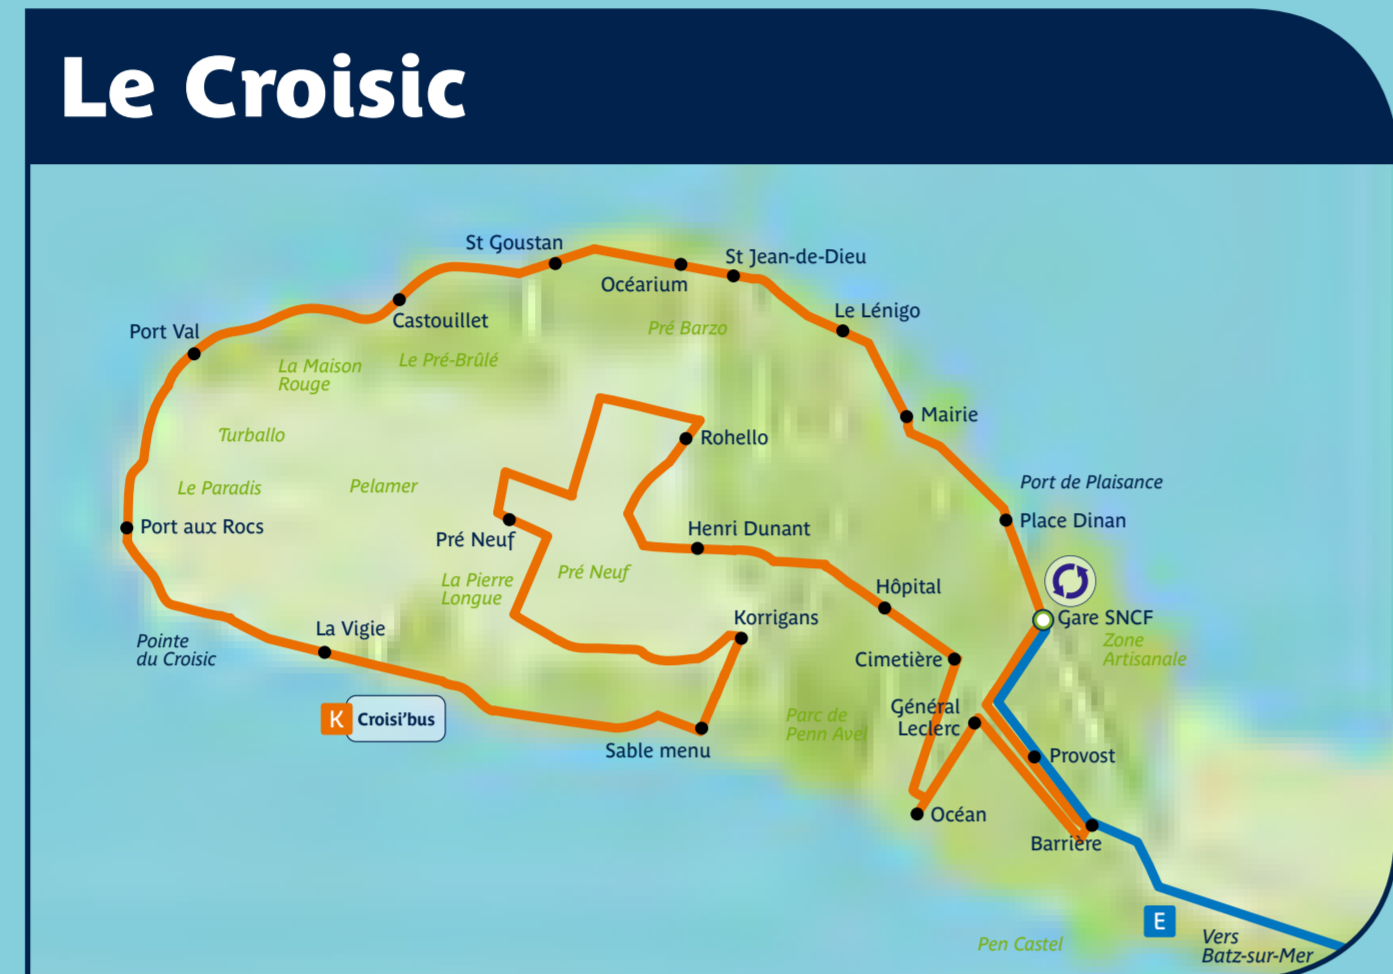 Le Croisic
St Goustan
St Jean-de-Dieu
Océarium
Le Lénigo
Castouillet
Port Val
Pré Barzo
Le Pré-Brûlé
La Maison
Rouge
Mairie
Turballo
Rohello
Port de Plaisance
Le Paradis
Pelamer
Place Dinan
Port aux Rocs
Henri Dunant
Pré Neuf
Pré Neuf
La Pierre
Longue
Hôpital
Korrigans
Gare SNCF
Zone
Artisanale
La Vigie
Pointe
du Croisic
Cimetière
K Croisi'bus
Général
Leclerc
Parc de
Penn Avel
Sable menu
Provost
Océan
Barrière
E
Vers
Batz-sur-Mer
Pen Castel